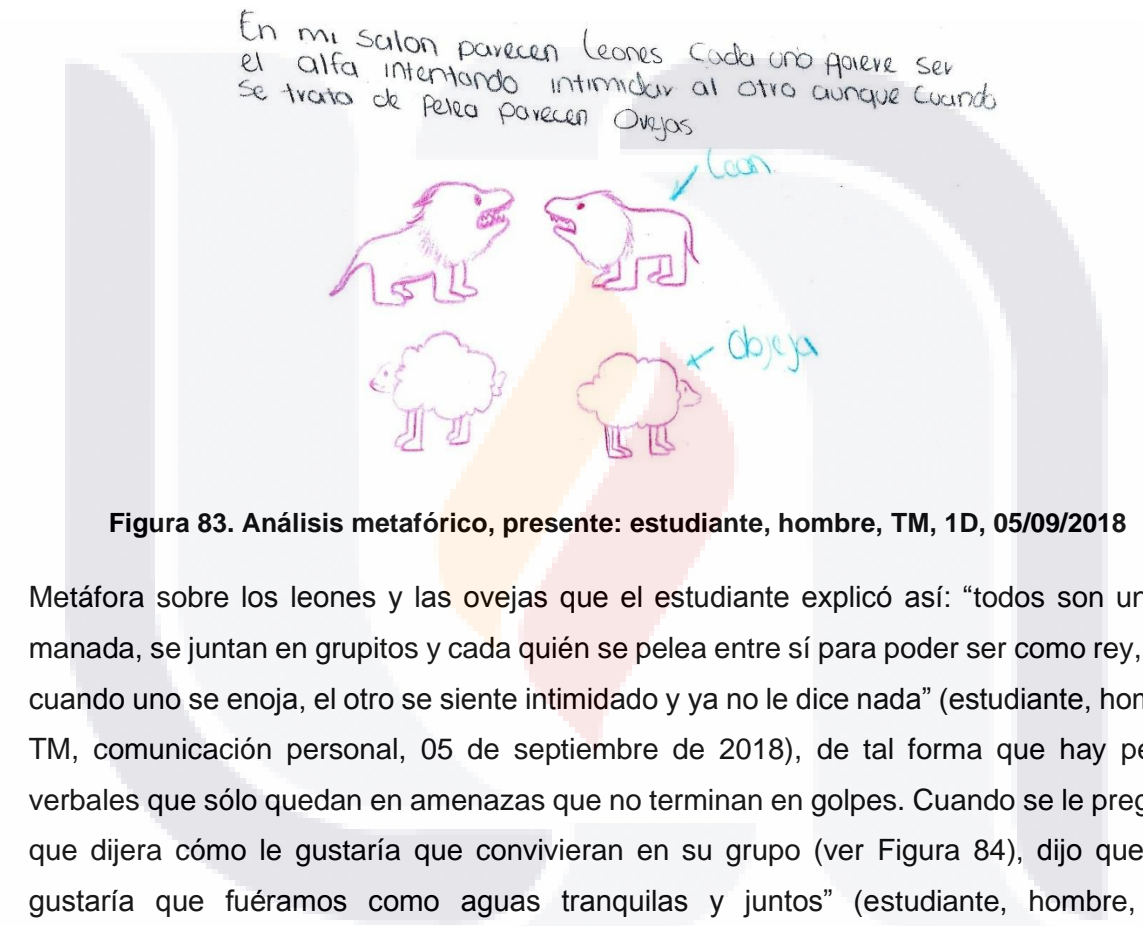 En mi salon parecen leones cada uno quiere ser
el alfa intentando intimidar al otro aunque cuando
se trata de pelea parecen Ovejas
leon
Obeja
Figura 83. Análisis metafórico, presente: estudiante, hombre, TM, 1D, 05/09/2018
Metáfora sobre los leones y las ovejas que el estudiante explicó así: “todos son un
manada, se juntan en grupitos y cada quién se pelea entre sí para poder ser como rey,
cuando uno se enoja, el otro se siente intimidado y ya no le dice nada” (estudiante, hom
TM, comunicación personal, 05 de septiembre de 2018), de tal forma que hay pe
verbales que sólo quedan en amenazas que no terminan en golpes. Cuando se le preg
que dijera cómo le gustaría que convivieran en su grupo (ver Figura 84), dijo que
gustaría que fuéramos como aguas tranquilas y juntos” (estudiante, hombre,